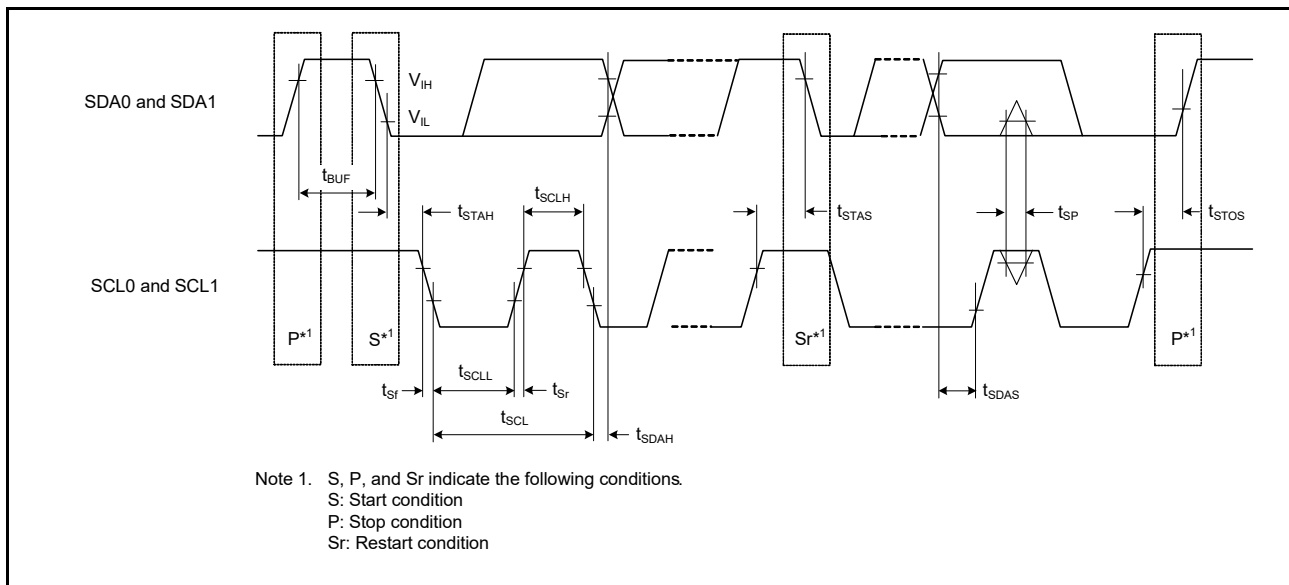 SDA0 and SDA1
VIH
VIL
tBUF
tSTAH
tSCLH
tSTAS
tSP
tSTOS
SCL0 and SCL1
P*1
S*1
Sr*1
P*1
tSf
tSCLL
tSr
tSCL
tSDAH
tSDAS
Note 1. S, P, and Sr indicate the following conditions.
S: Start condition
P: Stop condition
Sr: Restart condition